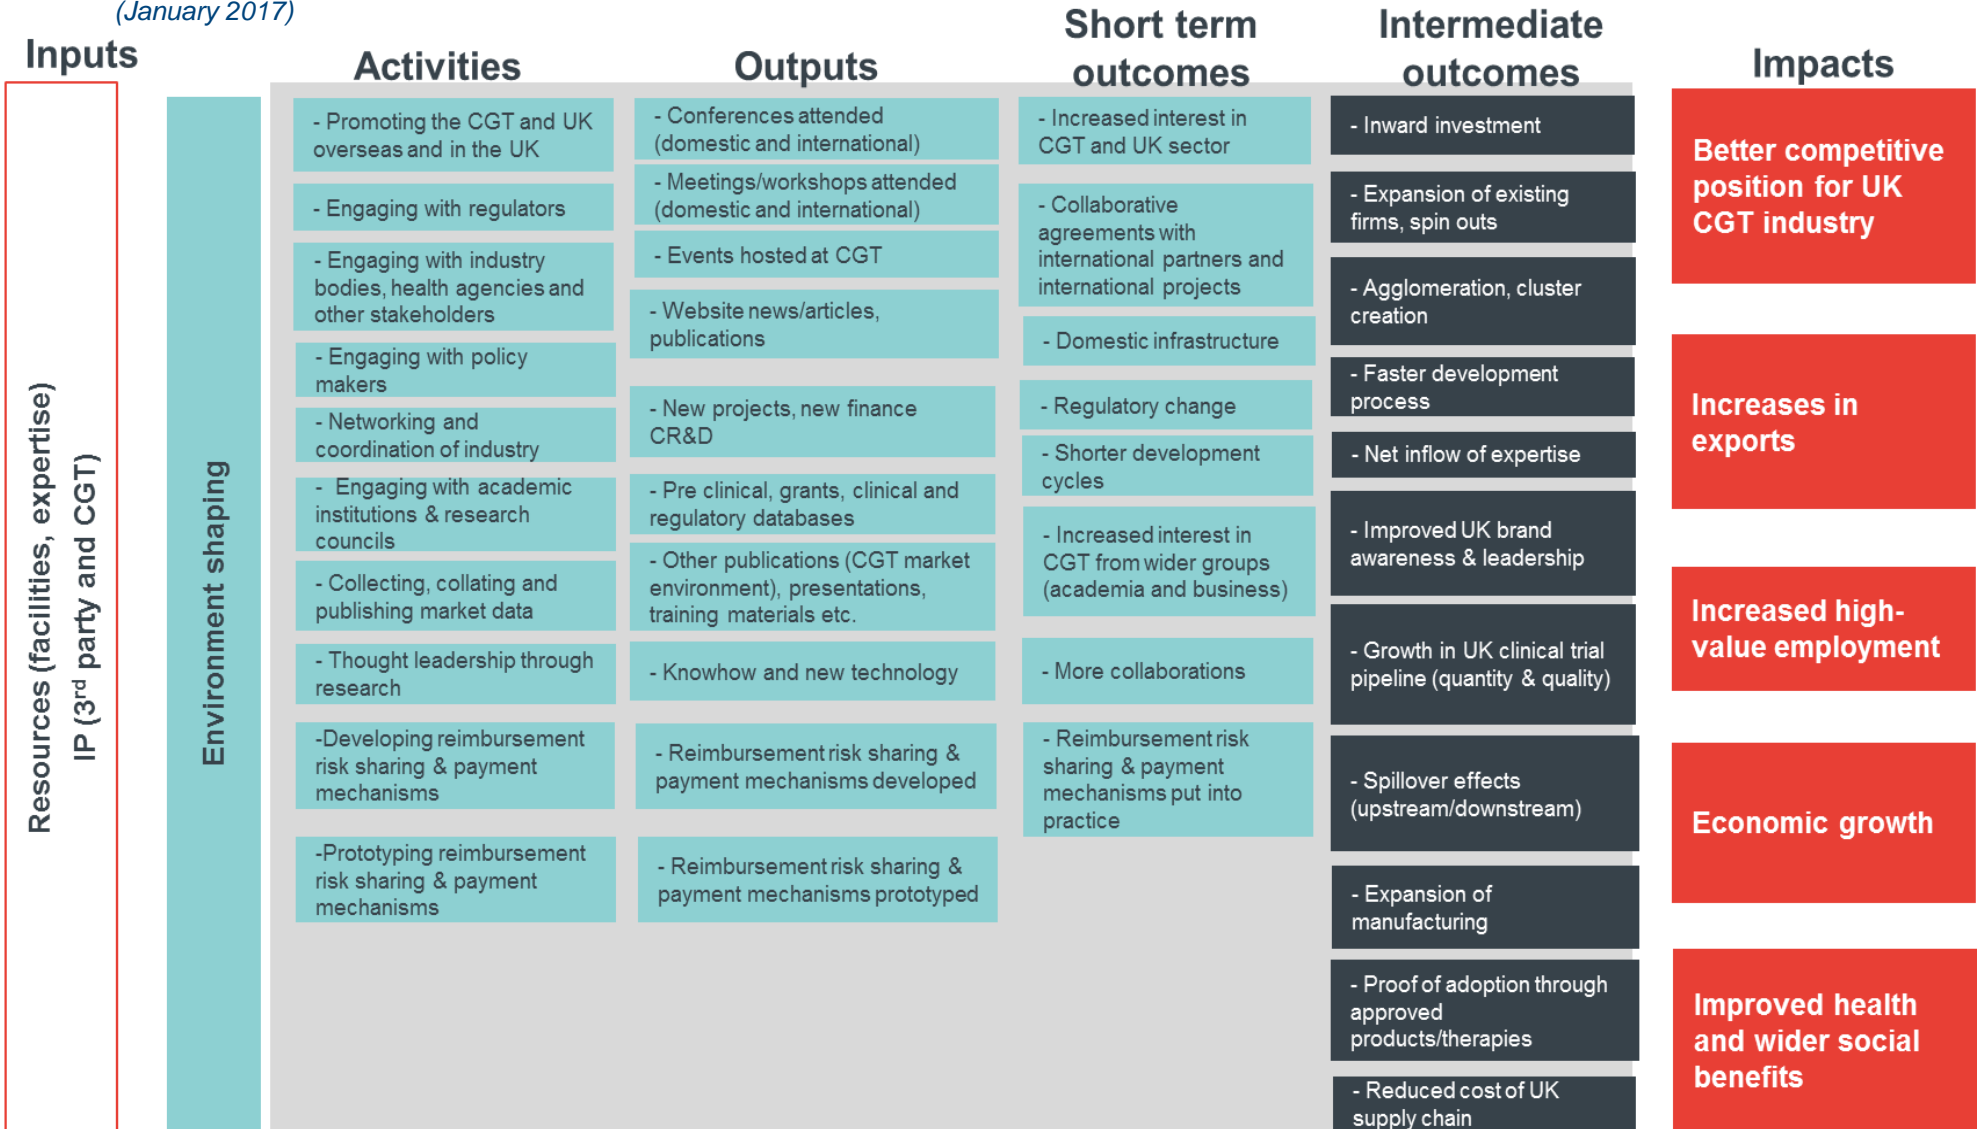 (January 2017)
Inputs
Activities
Outputs
Short term
outcomes
Intermediate
outcomes
Impacts
Resources (facilities, expertise)
IP (3rd party and CGT)
Environment shaping
- Promoting the CGT and UK
overseas and in the UK
- Engaging with regulators
- Engaging with industry
bodies, health agencies and
other stakeholders
- Engaging with policy
makers
- Networking and
coordination of industry
- Engaging with academic
institutions & research
councils
- Collecting, collating and
publishing market data
- Thought leadership through
research
-Developing reimbursement
risk sharing & payment
mechanisms
-Prototyping reimbursement
risk sharing & payment
mechanisms
- Conferences attended
(domestic and international)
- Meetings/workshops attended
(domestic and international)
- Events hosted at CGT
- Website news/articles,
publications
- New projects, new finance
CR&D
- Pre clinical, grants, clinical and
regulatory databases
- Other publications (CGT market
environment), presentations,
training materials etc.
- Knowhow and new technology
- Reimbursement risk sharing &
payment mechanisms developed
- Reimbursement risk sharing &
payment mechanisms prototyped
- Increased interest in
CGT and UK sector
- Collaborative
agreements with
international partners and
international projects
- Domestic infrastructure
- Regulatory change
- Shorter development
cycles
- Increased interest in
CGT from wider groups
(academia and business)
- More collaborations
- Reimbursement risk
sharing & payment
mechanisms put into
practice
- Inward investment
- Expansion of existing
firms, spin outs
- Agglomeration, cluster
creation
- Faster development
process
- Net inflow of expertise
- Improved UK brand
awareness & leadership
- Growth in UK clinical trial
pipeline (quantity & quality)
- Spillover effects
(upstream/downstream)
- Expansion of
manufacturing
- Proof of adoption through
approved
products/therapies
- Reduced cost of UK
supply chain
Better competitive
position for UK
CGT industry
Increases in
exports
Increased high-
value employment
Economic growth
Improved health
and wider social
benefits